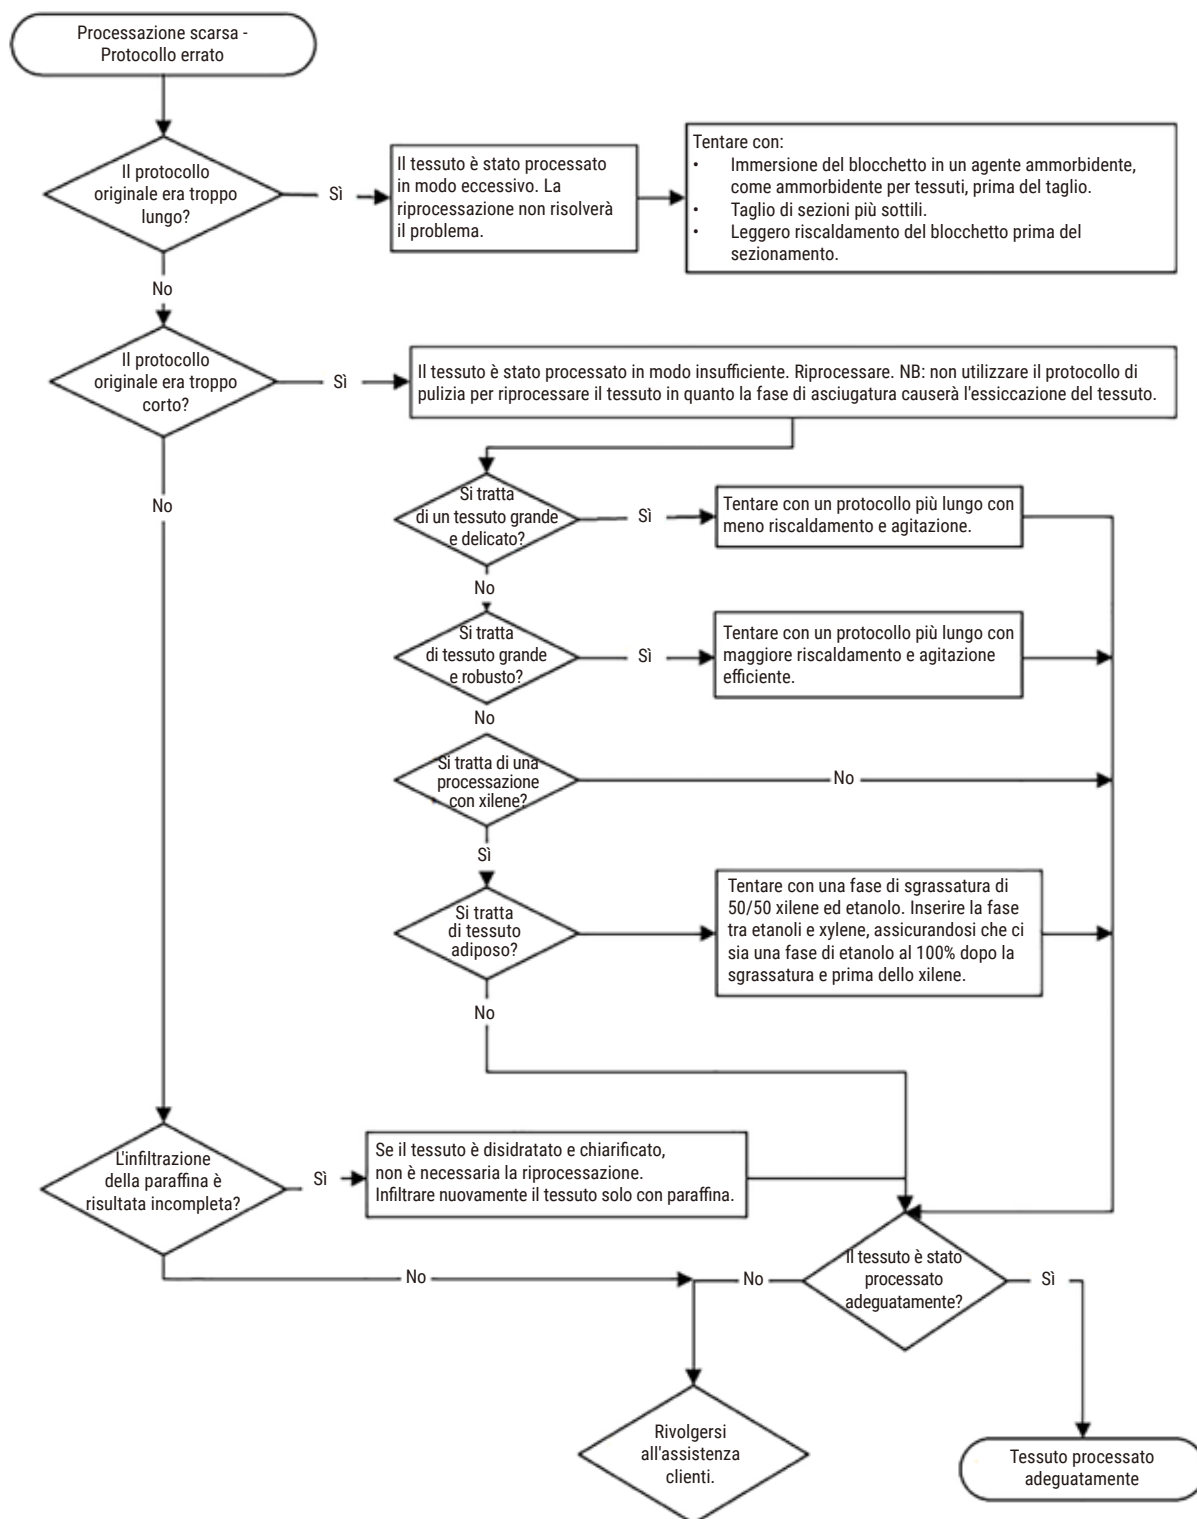 Processazione scarsa -
Protocollo errato
Il protocollo
originale era troppo
lungo?
Sì
Il tessuto è stato processato
in modo eccessivo. La
riprocessazione non risolverà
il problema.
Tentare con:
• Immersione del blocchetto in un agente ammorbidente,
come ammorbidente per tessuti, prima del taglio.
• Taglio di sezioni più sottili.
• Leggero riscaldamento del blocchetto prima del
sezionamento.
No
Il protocollo
originale era troppo
corto?
Sì
Il tessuto è stato processato in modo insufficiente. Riprocessare. NB: non utilizzare il protocollo di
pulizia per riprocessare il tessuto in quanto la fase di asciugatura causerà l'essiccazione del tessuto.
No
Si tratta
di un tessuto grande
e delicato?
Sì
Tentare con un protocollo più lungo con
meno riscaldamento e agitazione.
No
Si tratta
di tessuto grande
e robusto?
Sì
Tentare con un protocollo più lungo con
maggiore riscaldamento e agitazione
efficiente.
No
Si tratta di una
processazione
con xilene?
No
Sì
Si tratta
di tessuto
adiposo?
Tentare con una fase di sgrassatura di
50/50 xilene ed etanolo. Inserire la fase
tra etanoli e xylene, assicurandosi che ci
sia una fase di etanolo al 100% dopo la
sgrassatura e prima dello xilene.
No
L'infiltrazione
della paraffina è
risultata incompleta?
Sì
Se il tessuto è disidratato e chiarificato,
non è necessaria la riprocessazione.
Infiltrare nuovamente il tessuto solo con paraffina.
No
No
Il tessuto è stato
processato
adeguatamente?
Sì
Rivolgersi
all'assistenza
clienti.
Tessuto processato
adeguatamente